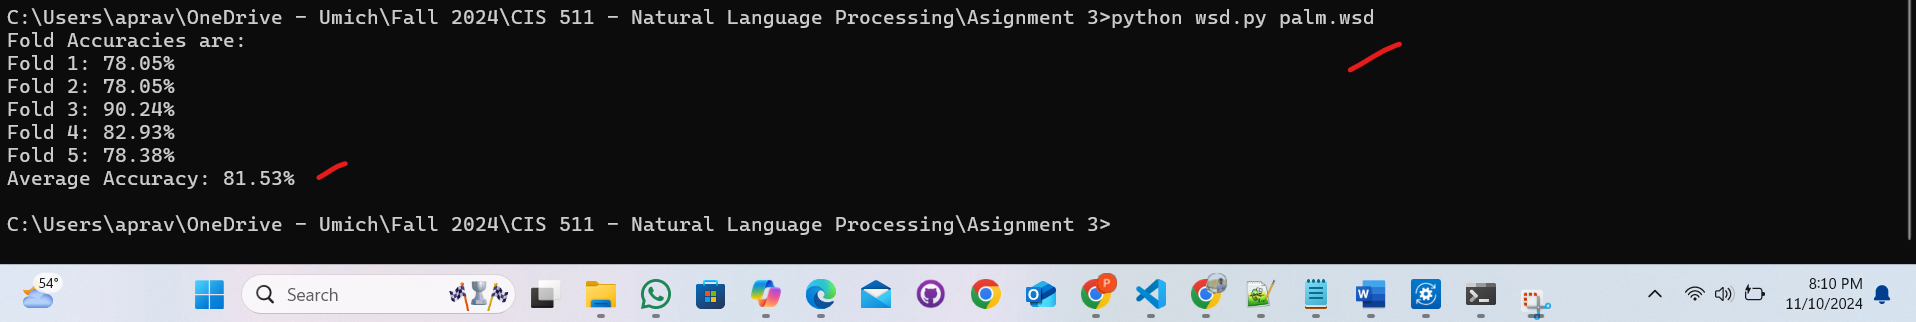 C:\Users\aprav\OneDrive - Umich\Fall 2024\CIS 511 - Natural Language Processing\Asignment 3>python wsd.py palm.wsd
Fold Accuracies are:
Fold 1: 78.05%
Fold 2: 78.05%
Fold 3: 90.24%
Fold 4: 82.93%
Fold 5: 78.38%
Average Accuracy: 81.53%
C:\Users\aprav\OneDrive - Umich\Fall 2024\CIS 511 - Natural Language Processing\Asignment 3>
54°
Search
P
8:10 PM
11/10/2024